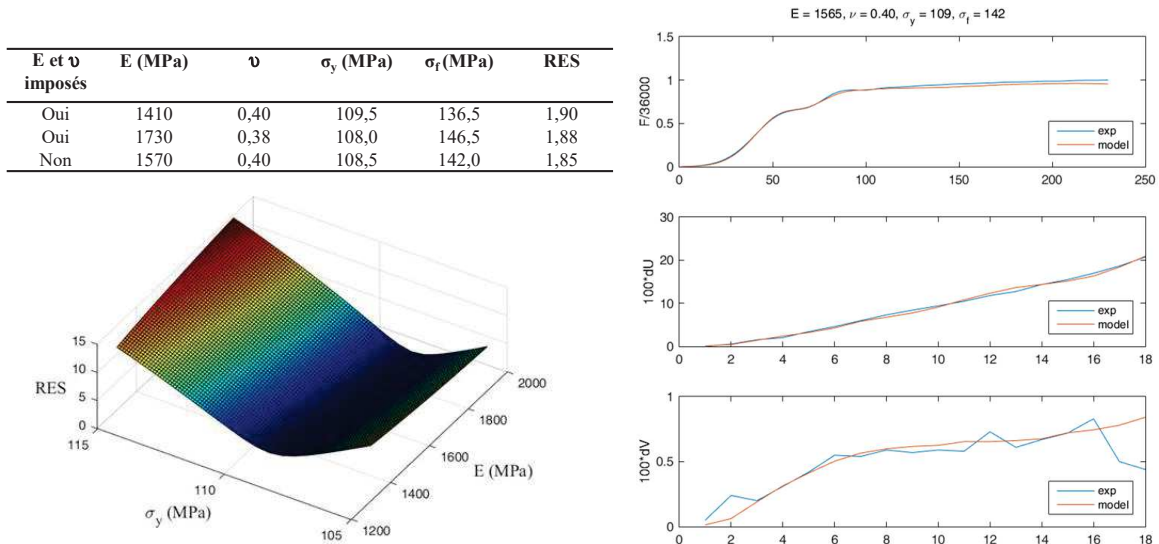 E et υ imposés E (MPa) υ σy (MPa) σf (MPa) RES
Oui 1410 0,40 109,5 136,5 1,90
Oui 1730 0,38 108,0 146,5 1,88
Non 1570 0,40 108,5 142,0 1,85
15
10
5
0
RES
115
110
105
σy (MPa)
1200
1400
1600
1800
2000
E (MPa)
E = 1565, ν = 0.40, σy = 109, σf = 142
1.5
1
0.5
0
F/36000
exp
model
0 50 100 150 200 250
30
20
10
0
100*dU
exp
model
0 2 4 6 8 10 12 14 16 18
1
0.5
0
100*dV
exp
model
0 2 4 6 8 10 12 14 16 18